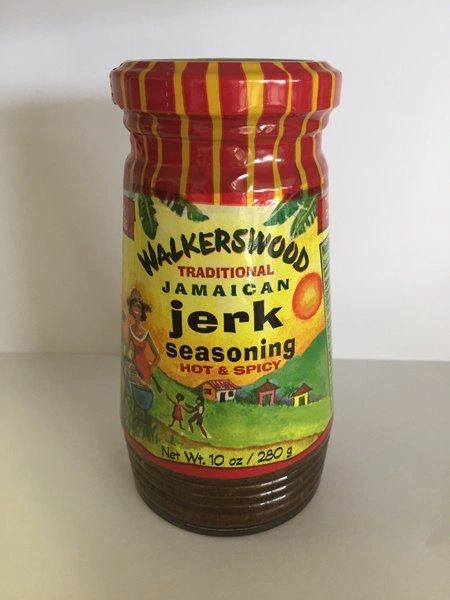 WALKERSWOOD
TRADITIONAL
JAMAICAN
jerk
seasoning
HOT & SPICY
Net Wt. 10 oz / 280 g